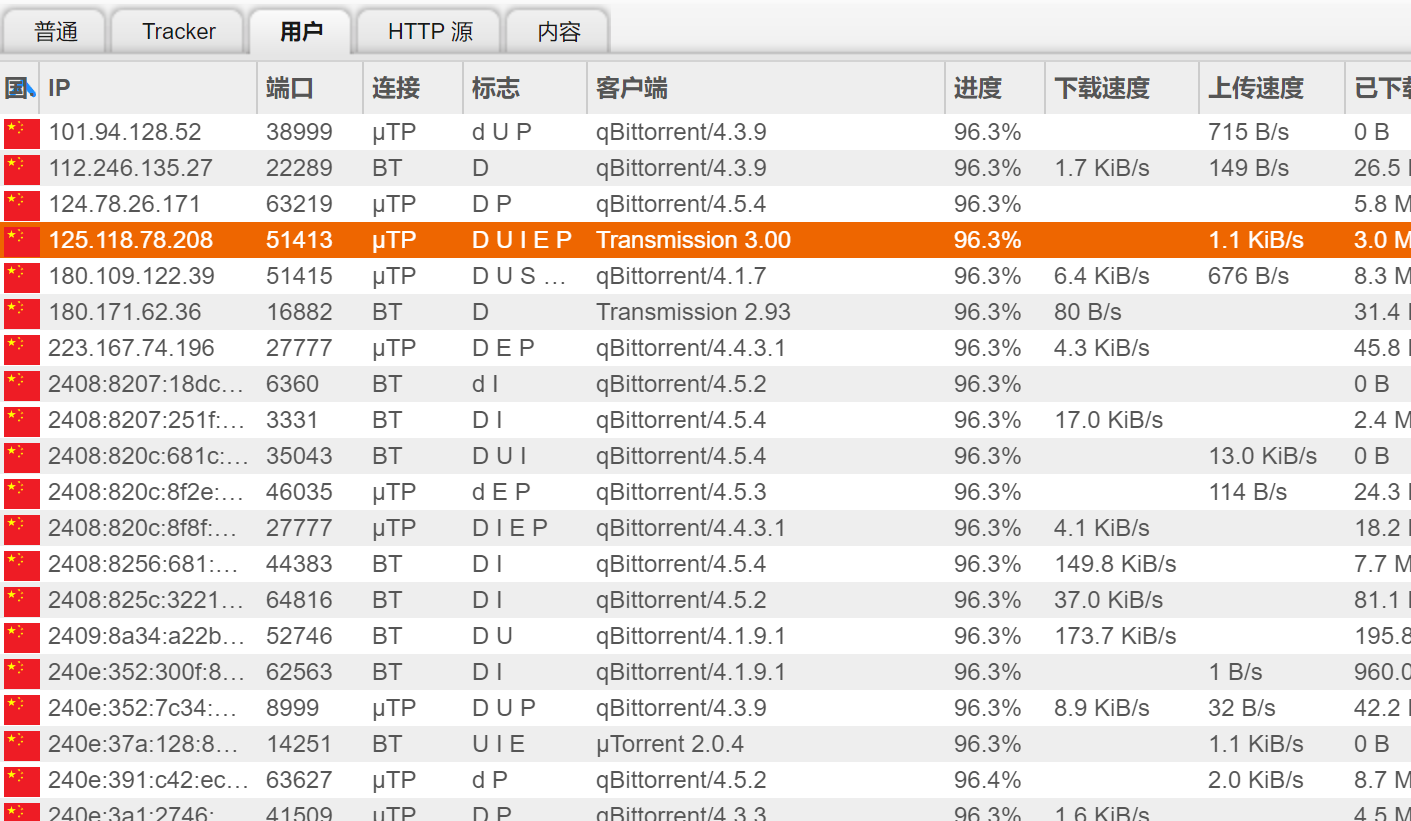 普通 Tracker 用户 HTTP 源 内容
国 IP 端口 连接 标志 客户端 进度 下载速度 上传速度 已下载
101.94.128.52 38999 µTP d U P qBittorrent/4.3.9 96.3% 715 B/s 0 B
112.246.135.27 22289 BT D qBittorrent/4.3.9 96.3% 1.7 KiB/s 149 B/s 26.5
124.78.26.171 63219 µTP D P qBittorrent/4.5.4 96.3% 5.8 M
125.118.78.208 51413 µTP D U I E P Transmission 3.00 96.3% 1.1 KiB/s 3.0 M
180.109.122.39 51415 µTP D U S … qBittorrent/4.1.7 96.3% 6.4 KiB/s 676 B/s 8.3 M
180.171.62.36 16882 BT D Transmission 2.93 96.3% 80 B/s 31.4
223.167.74.196 27777 µTP D E P qBittorrent/4.4.3.1 96.3% 4.3 KiB/s 45.8
2408:8207:18dc… 6360 BT d I qBittorrent/4.5.2 96.3% 0 B
2408:8207:251f:… 3331 BT D I qBittorrent/4.5.4 96.3% 17.0 KiB/s 2.4 M
2408:820c:681c:… 35043 BT D U I qBittorrent/4.5.4 96.3% 13.0 KiB/s 0 B
2408:820c:8f2e:… 46035 µTP d E P qBittorrent/4.5.3 96.3% 114 B/s 24.3
2408:820c:8f8f:… 27777 µTP D I E P qBittorrent/4.4.3.1 96.3% 4.1 KiB/s 18.2
2408:8256:681:… 44383 BT D I qBittorrent/4.5.4 96.3% 149.8 KiB/s 7.7 M
2408:825c:3221… 64816 BT D I qBittorrent/4.5.2 96.3% 37.0 KiB/s 81.1
2409:8a34:a22b… 52746 BT D U qBittorrent/4.1.9.1 96.3% 173.7 KiB/s 195.8
240e:352:300f:8… 62563 BT D I qBittorrent/4.1.9.1 96.3% 1 B/s 960.0
240e:352:7c34:… 8999 µTP D U P qBittorrent/4.3.9 96.3% 8.9 KiB/s 32 B/s 42.2
240e:37a:128:8… 14251 BT U I E µTorrent 2.0.4 96.3% 1.1 KiB/s 0 B
240e:391:c42:ec… 63627 µTP d P qBittorrent/4.5.2 96.4% 2.0 KiB/s 8.7 M
240e:3a1:2746:… 41509 µTP D P qBittorrent/4.3.3 96.3% 1.6 KiB/s 4.5 M